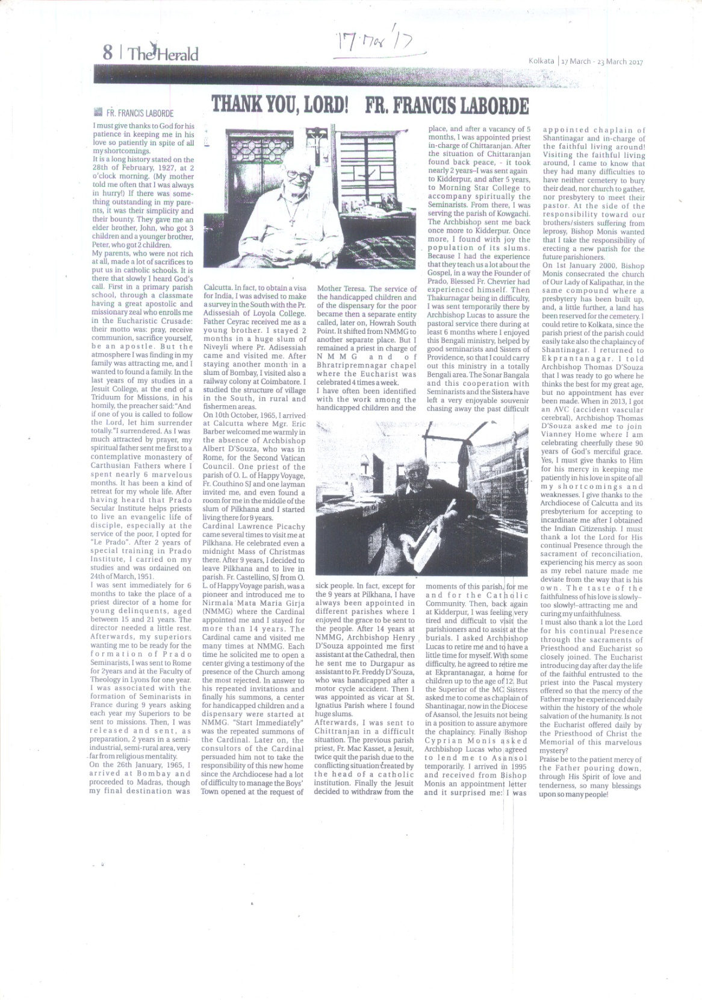 17 Mar '17
8 | The Herald
Kolkata | 17 March - 23 March 2017
THANK YOU, LORD! FR. FRANCIS LABORDE
FR. FRANCIS LABORDE
I must give thanks to God for his
patience in keeping me in his
love so patiently in spite of all
my shortcomings.
It is a long history stated on the
28th of February, 1927, at 2
o'clock morning. (My mother
told me often that I was always
in hurry!) If there was some-
thing outstanding in my pare-
nts, it was their simplicity and
their bounty. They gave me an
elder brother, John, who got 3
children and a younger brother,
Peter, who got 2 children.
My parents, who were not rich
at all, made a lot of sacrifices to
put us in catholic schools. It is
there that slowly I heard God's
call. First in a primary parish
school, through a classmate
having a great apostolic and
missionary zeal who enrolls me
in the Eucharistic Crusade:
their motto was: pray, receive
communion, sacrifice yourself,
be an apostle. But the
atmosphere I was finding in my
family was attracting me, and I
wanted to found a family. In the
last years of my studies in a
Jesuit College, at the end of a
Triduum for Missions, in his
homily, the preacher said: "And
if one of you is called to follow
the Lord, let him surrender
totally." I surrendered. As I was
much attracted by prayer, my
spiritual father sent me first to a
contemplative monastery of
Carthusian Fathers where I
spent nearly 6 marvelous
months. It has been a kind of
retreat for my whole life. After
having heard that Prado
Secular Institute helps priests
to live an evangelic life of
disciple, especially at the
service of the poor, I opted for
"Le Prado". After 2 years of
special training in Prado
Institute, I carried on my
studies and was ordained on
24th of March, 1951.
I was sent immediately for 6
months to take the place of a
priest director of a home for
young delinquents, aged
between 15 and 21 years. The
director needed a little rest.
Afterwards, my superiors
wanting me to be ready for the
formation of Prado
Seminarists, I was sent to Rome
for 2years and at the Faculty of
Theology in Lyons for one year.
I was associated with the
formation of Seminarists in
France during 9 years asking
each year my Superiors to be
sent to missions. Then, I was
released and sent, as
preparation, 2 years in a semi-
industrial, semi-rural area, very
far from religious mentality.
On the 26th January, 1965, I
arrived at Bombay and
proceeded to Madras, though
my final destination was
Calcutta. In fact, to obtain a visa
for India, I was advised to make
a survey in the South with the Pr.
Adissesiah of Loyola College.
Father Ceyrac received me as a
young brother. I stayed 2
months in a huge slum of
Niveyli where Pr. Adisessiah
came and visited me. After
staying another month in a
slum of Bombay, I visited also a
railway colony at Coimbatore. I
studied the structure of village
in the South, in rural and
fishermen areas.
On 10th October, 1965, I arrived
at Calcutta where Mgr. Eric
Barber welcomed me warmly in
the absence of Archbishop
Albert D'Souza, who was in
Rome, for the Second Vatican
Council. One priest of the
parish of O. L. of Happy Voyage,
Fr. Couthino SJ and one layman
invited me, and even found a
room for me in the middle of the
slum of Pilkhana and I started
living there for 9 years.
Cardinal Lawrence Picachy
came several times to visit me at
Pilkhana. He celebrated even a
midnight Mass of Christmas
there. After 9 years, I decided to
leave Pilkhana and to live in
parish. Fr. Castellino, SJ from O.
L. of Happy Voyage parish, was a
pioneer and introduced me to
Nirmala Mata Maria Girja
(NMMG) where the Cardinal
appointed me and I stayed for
more than 14 years. The
Cardinal came and visited me
many times at NMMG. Each
time he solicited me to open a
center giving a testimony of the
presence of the Church among
the most rejected. In answer to
his repeated invitations and
finally his summons, a center
for handicapped children and a
dispensary were started at
NMMG. "Start Immediately"
was the repeated summons of
the Cardinal. Later on, the
consultors of the Cardinal
persuaded him not to take the
responsibility of this new home
since the Archdiocese had a lot
of difficulty to manage the Boys'
Town opened at the request of
Mother Teresa. The service of
the handicapped children and
of the dispensary for the poor
became then a separate entity
called, later on, Howrah South
Point. It shifted from NMMG to
another separate place. But I
remained a priest in charge of
NMMG and of
Bhratripremnagar chapel
where the Eucharist was
celebrated 4 times a week.
I have often been identified
with the work among the
handicapped children and the
sick people. In fact, except for
the 9 years at Pilkhana, I have
always been appointed in
different parishes where I
enjoyed the grace to be sent to
the people. After 14 years at
NMMG, Archbishop Henry
D'Souza appointed me first
assistant at the Cathedral, then
he sent me to Durgapur as
assistant to Fr. Freddy D'Souza,
who was handicapped after a
motor cycle accident. Then I
was appointed as vicar at St.
Ignatius Parish where I found
huge slums.
Afterwards, I was sent to
Chittranjan in a difficult
situation. The previous parish
priest, Fr. Mac Kasset, a Jesuit,
twice quit the parish due to the
conflicting situation created by
the head of a catholic
institution. Finally the Jesuit
decided to withdraw from the
place, and after a vacancy of 5
months, I was appointed priest
in-charge of Chittaranjan. After
the situation of Chittaranjan
found back peace, - it took
nearly 2 years–I was sent again
to Kidderpur, and after 5 years,
to Morning Star College to
accompany spiritually the
Seminarists. From there, I was
serving the parish of Kowgachi.
The Archbishop sent me back
once more to Kidderpur. Once
more, I found with joy the
population of its slums.
Because I had the experience
that they teach us a lot about the
Gospel, in a way the Founder of
Prado, Blessed Fr. Chevrier had
experienced himself. Then
Thakurnagar being in difficulty,
I was sent temporarily there by
Archbishop Lucas to assure the
pastoral service there during at
least 6 months where I enjoyed
this Bengali ministry, helped by
good seminarists and Sisters of
Providence, so that I could carry
out this ministry in a totally
Bengali area. The Sonar Bangala
and this cooperation with
Seminarists and the Sisters have
left a very enjoyable souvenir
chasing away the past difficult
moments of this parish, for me
and for the Catholic
Community. Then, back again
at Kidderpur, I was feeling very
tired and difficult to visit the
parishioners and to assist at the
burials. I asked Archbishop
Lucas to retire me and to have a
little time for myself. With some
difficulty, he agreed to retire me
at Ekprantanagar, a home for
children up to the age of 12. But
the Superior of the MC Sisters
asked me to come as chaplain of
Shantinagar, now in the Diocese
of Asansol, the Jesuits not being
in a position to assure anymore
the chaplaincy. Finally Bishop
Cyprian Monis asked
Archbishop Lucas who agreed
to lend me to Asansol
temporarily. I arrived in 1995
and received from Bishop
Monis an appointment letter
and it surprised me: I was
appointed chaplain of
Shantinagar and in-charge of
the faithful living around!
Visiting the faithful living
around, I came to know that
they had many difficulties to
have neither cemetery to bury
their dead, nor church to gather,
nor presbytery to meet their
pastor. At the side of the
responsibility toward our
brothers/sisters suffering from
leprosy, Bishop Monis wanted
that I take the responsibility of
erecting a new parish for the
future parishioners.
On 1st January 2000, Bishop
Monis consecrated the church
of Our Lady of Kalipathar, in the
same compound where a
presbytery has been built up,
and, a little further, a land has
been reserved for the cemetery. I
could retire to Kolkata, since the
parish priest of the parish could
easily take also the chaplaincy of
Shantinagar. I returned to
Ekprantanagar. I told
Archbishop Thomas D'Souza
that I was ready to go where he
thinks the best for my great age,
but no appointment has ever
been made. When in 2013, I got
an AVC (accident vascular
cerebral), Archbishop Thomas
D'Souza asked me to join
Vianney Home where I am
celebrating cheerfully these 90
years of God's merciful grace.
Yes, I must give thanks to Him
for his mercy in keeping me
patiently in his love in spite of all
my shortcomings and
weaknesses. I give thanks to the
Archdiocese of Calcutta and its
presbyterium for accepting to
incardinate me after I obtained
the Indian Citizenship. I must
thank a lot the Lord for His
continual Presence through the
sacrament of reconciliation,
experiencing his mercy as soon
as my rebel nature made me
deviate from the way that is his
own. The taste of the
faithfulness of his love is slowly–
too slowly!–attracting me and
curing my unfaithfulness.
I must also thank a lot the Lord
for his continual Presence
through the sacraments of
Priesthood and Eucharist so
closely joined. The Eucharist
introducing day after day the life
of the faithful entrusted to the
priest into the Pascal mystery
offered so that the mercy of the
Father may be experienced daily
within the history of the whole
salvation of the humanity. Is not
the Eucharist offered daily by
the Priesthood of Christ the
Memorial of this marvelous
mystery?
Praise be to the patient mercy of
the Father pouring down,
through His Spirit of love and
tenderness, so many blessings
upon so many people!